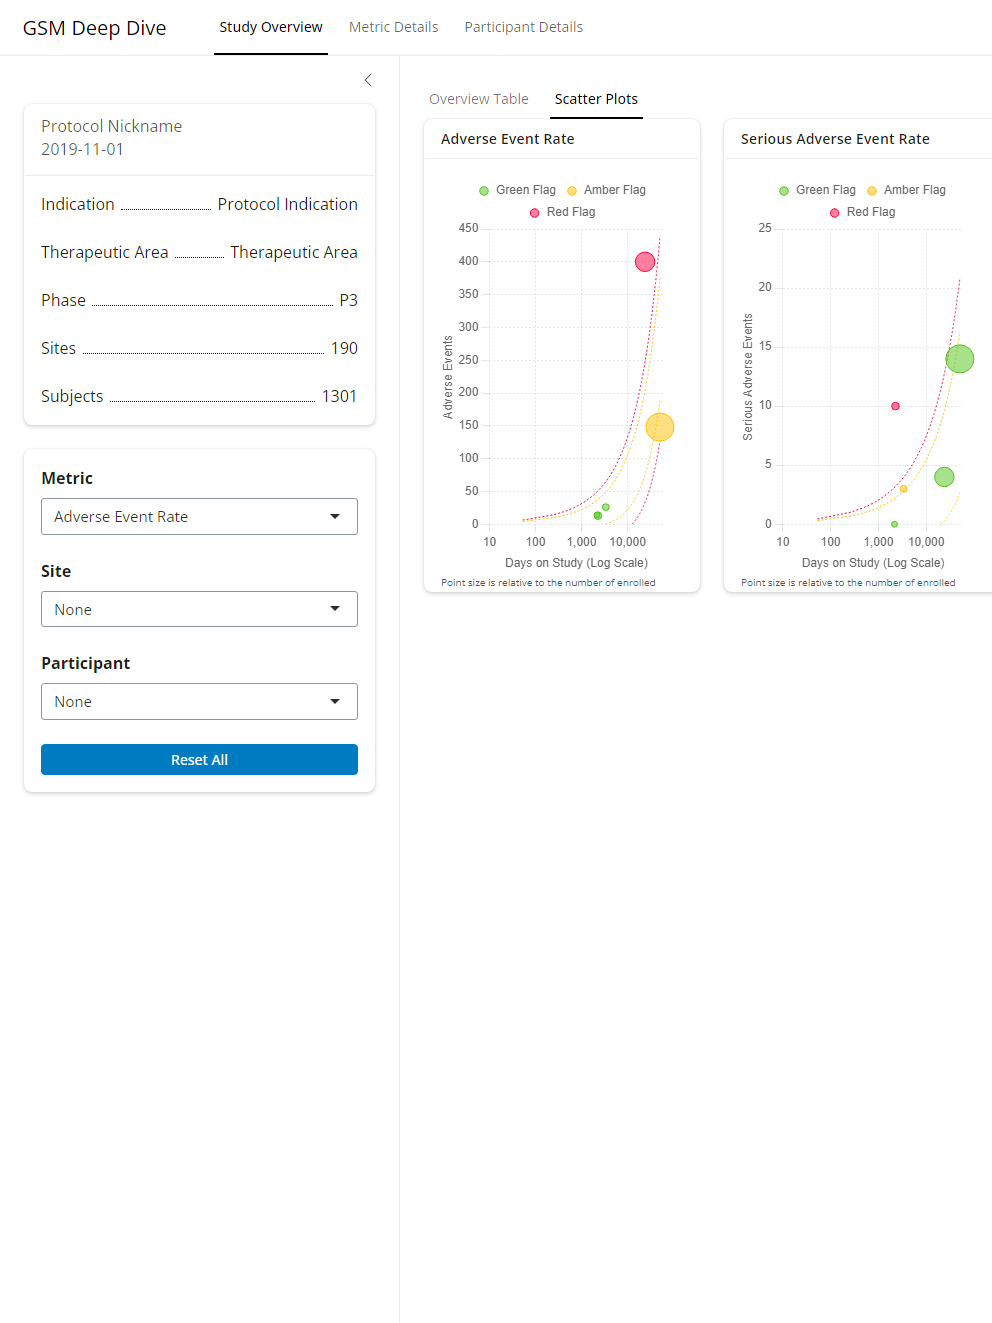 GSM Deep Dive
Study Overview
Metric Details
Participant Details
Protocol Nickname
2019-11-01
Indication Protocol Indication
Therapeutic Area Therapeutic Area
Phase P3
Sites 190
Subjects 1301
Metric
Adverse Event Rate
Site
None
Participant
None
Reset All
Overview Table
Scatter Plots
Adverse Event Rate
Green Flag
Amber Flag
Red Flag
450
400
350
300
250
200
150
100
50
0
Adverse Events
10
100
1,000
10,000
Days on Study (Log Scale)
Point size is relative to the number of enrolled
Serious Adverse Event Rate
Green Flag
Amber Flag
Red Flag
25
20
15
10
5
0
Serious Adverse Events
10
100
1,000
10,000
Days on Study (Log Scale)
Point size is relative to the number of enrolled